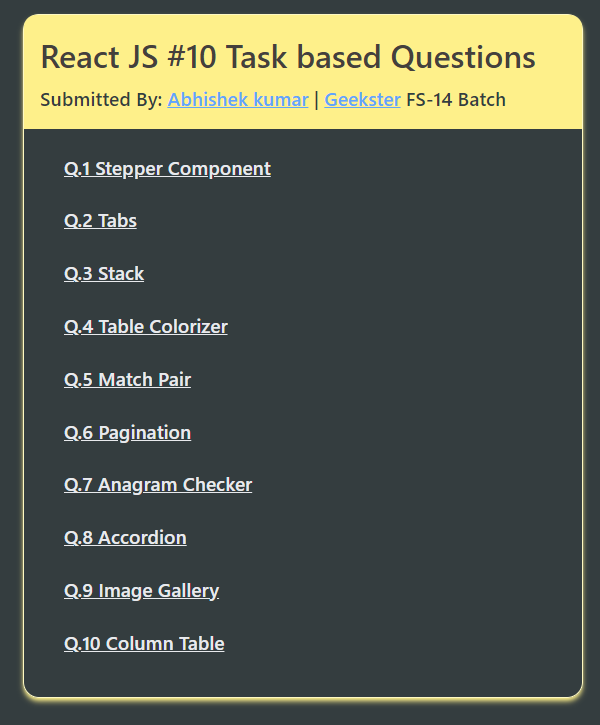 React JS #10 Task based Questions
Submitted By: Abhishek kumar | Geekster FS-14 Batch
Q.1 Stepper Component
Q.2 Tabs
Q.3 Stack
Q.4 Table Colorizer
Q.5 Match Pair
Q.6 Pagination
Q.7 Anagram Checker
Q.8 Accordion
Q.9 Image Gallery
Q.10 Column Table